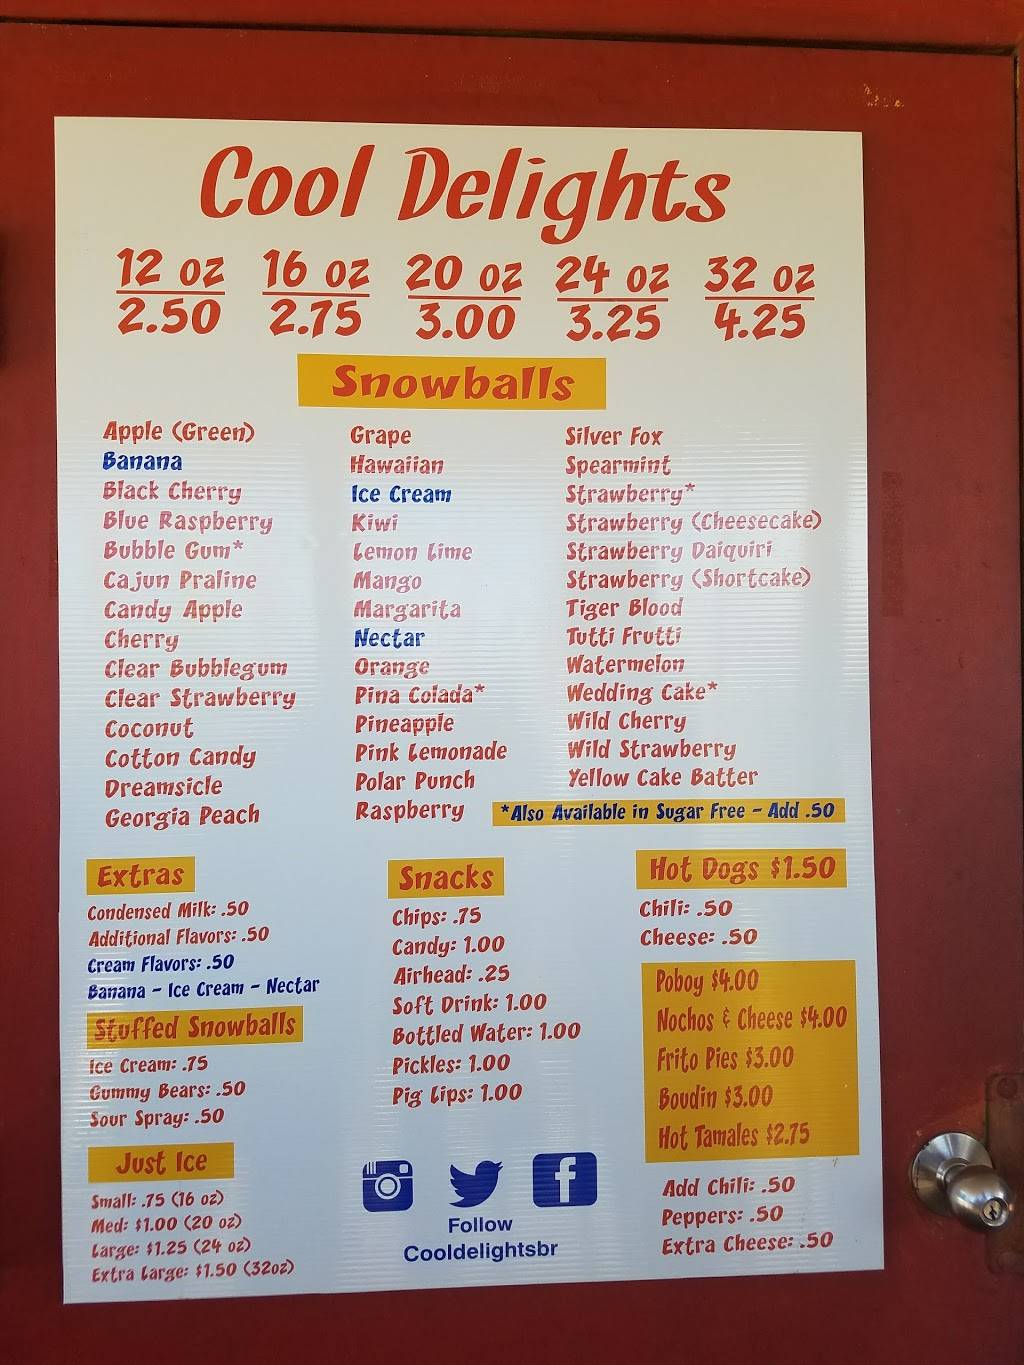 Cool Delights
12 oz 16 oz 20 oz 24 oz 32 oz
2.50 2.75 3.00 3.25 4.25
Snowballs
Apple (Green)
Banana
Black Cherry
Blue Raspberry
Bubble Gum*
Cajun Praline
Candy Apple
Cherry
Clear Bubblegum
Clear Strawberry
Coconut
Cotton Candy
Dreamsicle
Georgia Peach
Grape
Hawaiian
Ice Cream
Kiwi
Lemon Lime
Mango
Margarita
Nectar
Orange
Pina Colada*
Pineapple
Pink Lemonade
Polar Punch
Raspberry
Silver Fox
Spearmint
Strawberry*
Strawberry (Cheesecake)
Strawberry Daiquiri
Strawberry (Shortcake)
Tiger Blood
Tutti Frutti
Watermelon
Wedding Cake*
Wild Cherry
Wild Strawberry
Yellow Cake Batter
*Also Available in Sugar Free - Add .50
Extras
Condensed Milk: .50
Additional Flavors: .50
Cream Flavors: .50
Banana - Ice Cream - Nectar
Stuffed Snowballs
Ice Cream: .75
Gummy Bears: .50
Sour Spray: .50
Just Ice
Small: .75 (16 oz)
Med: $1.00 (20 oz)
Large: $1.25 (24 oz)
Extra Large: $1.50 (32oz)
Snacks
Chips: .75
Candy: 1.00
Airhead: .25
Soft Drink: 1.00
Bottled Water: 1.00
Pickles: 1.00
Pig Lips: 1.00
Follow
Cooldelightsbr
Hot Dogs $1.50
Chili: .50
Cheese: .50
Poboy $4.00
Nochos & Cheese $4.00
Frito Pies $3.00
Boudin $3.00
Hot Tamales $2.75
Add Chili: .50
Peppers: .50
Extra Cheese: .50